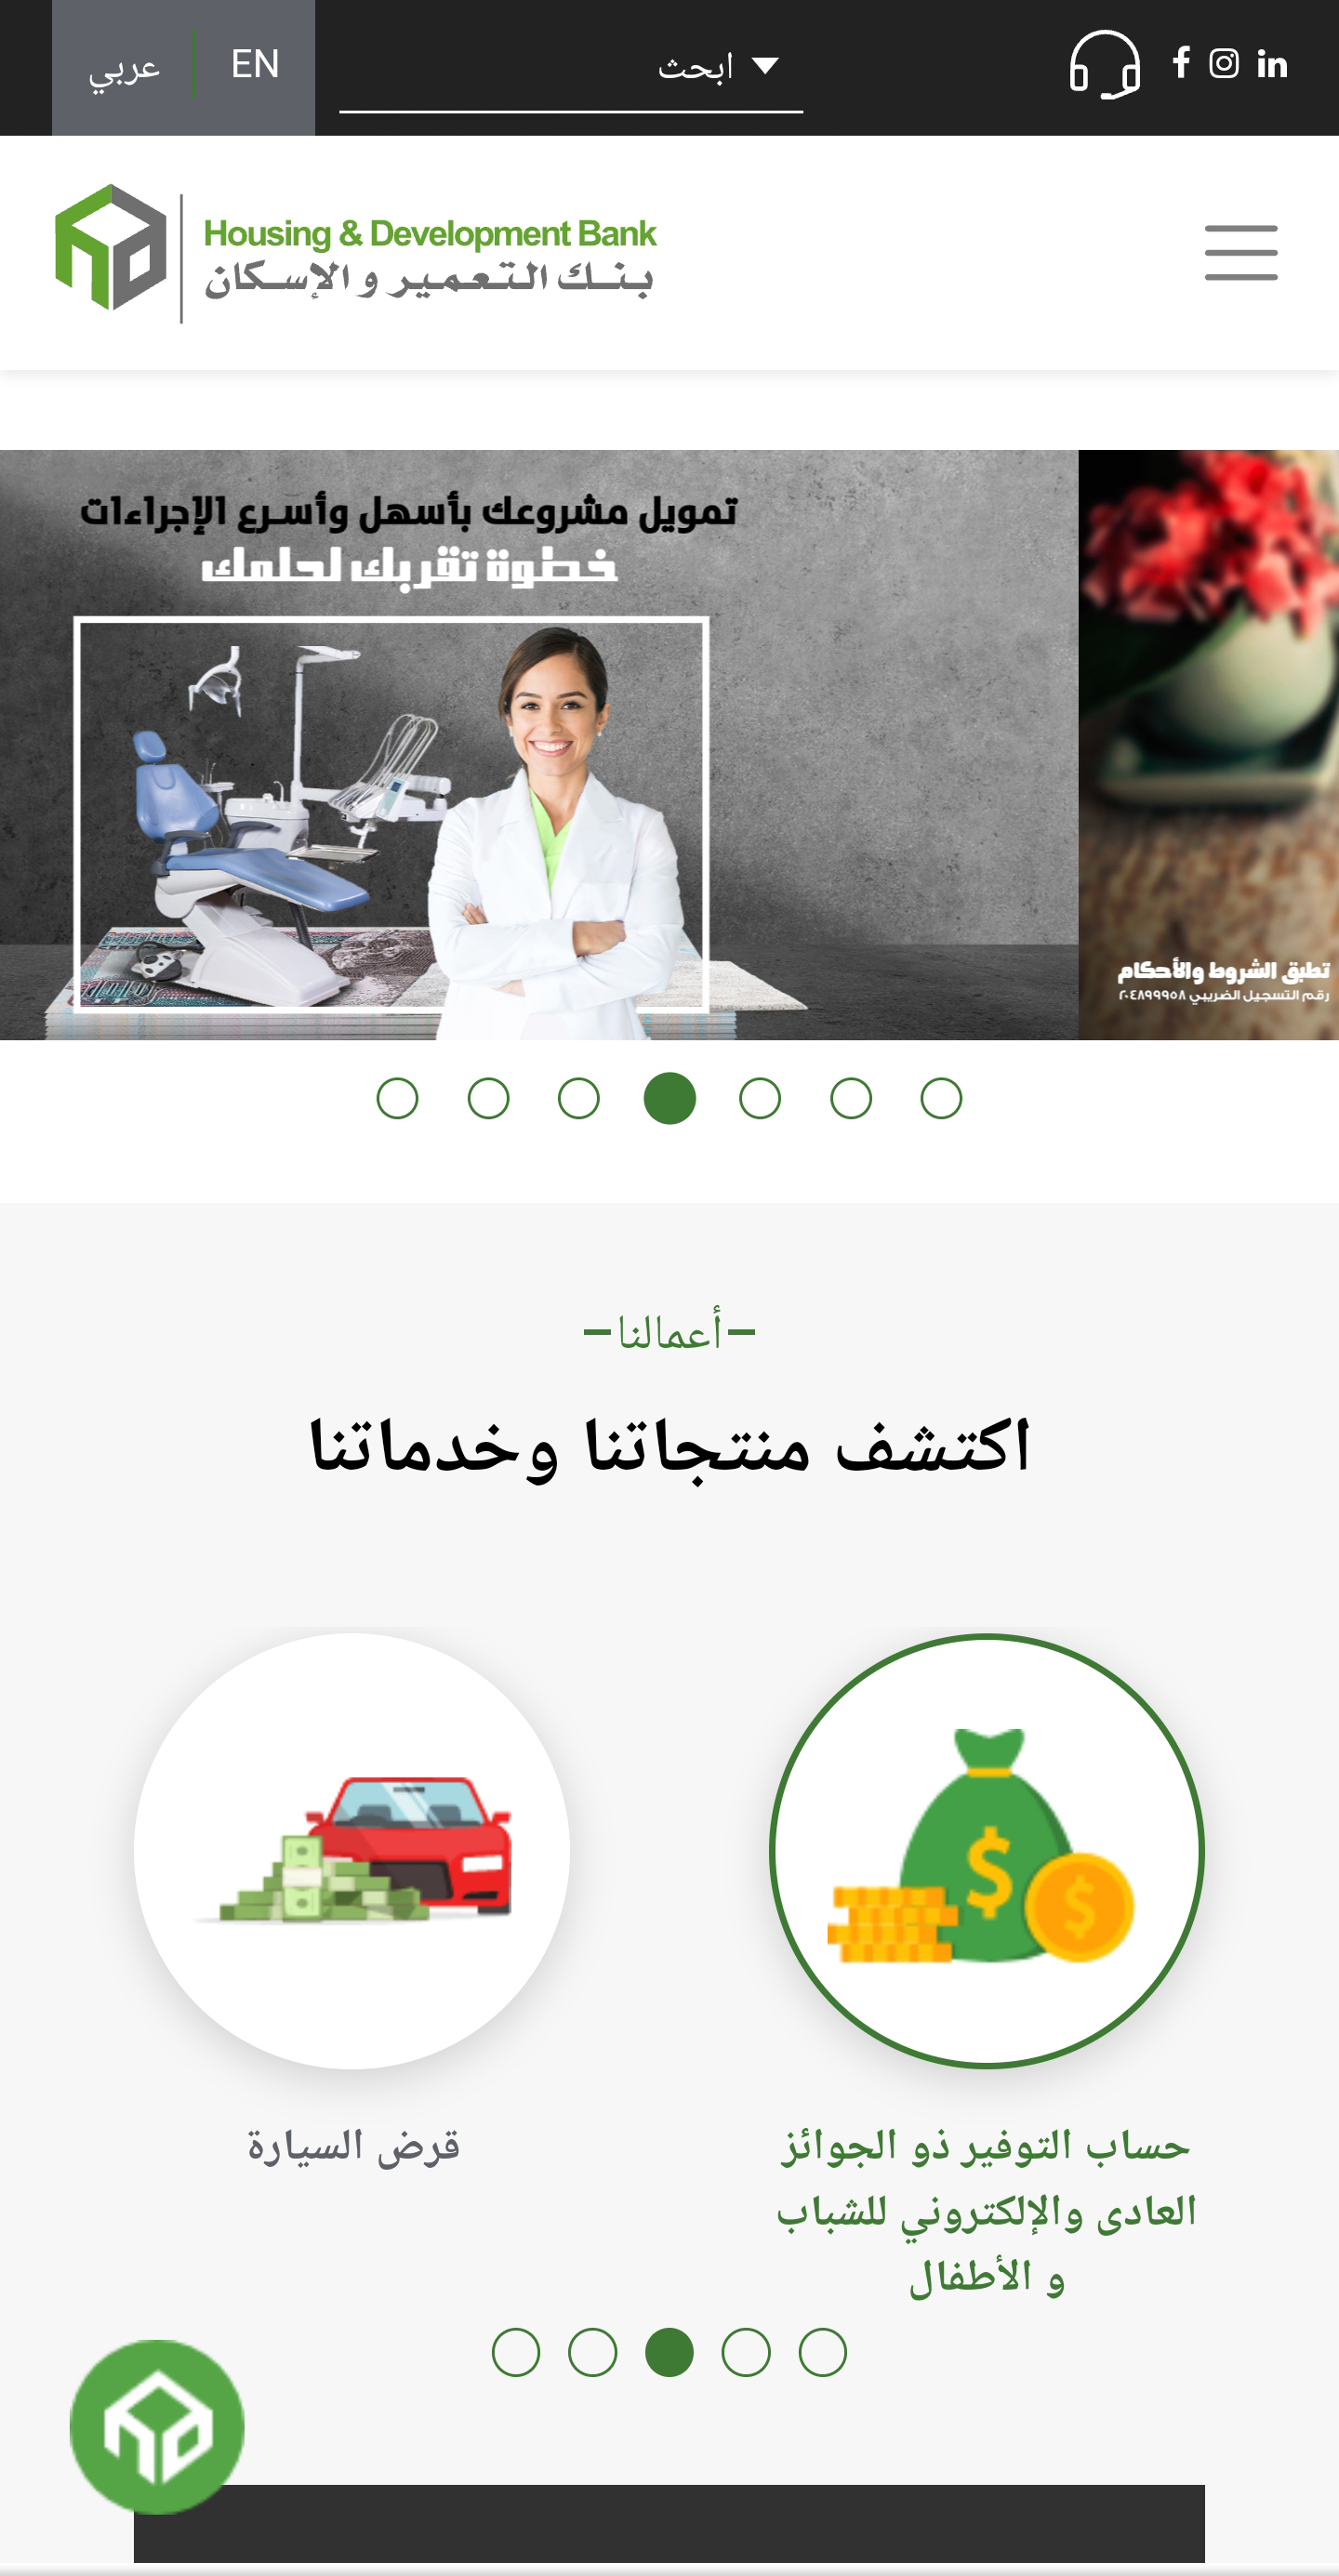 عربي
EN
ابحث
Housing & Development Bank
بنك التعمير و الإسكان
تمويل مشروعك بأسهل وأسرع الإجراءات
خطوة تقربك لحلمك
تطبق الشروط والأحكام
رقم التسجيل الضريبي ٢٠٤٨٩٩٩٥٨
أعمالنا
اكتشف منتجاتنا وخدماتنا
حساب التوفير ذو الجوائز
العادى والإلكتروني للشباب
و الأطفال
قرض السيارة